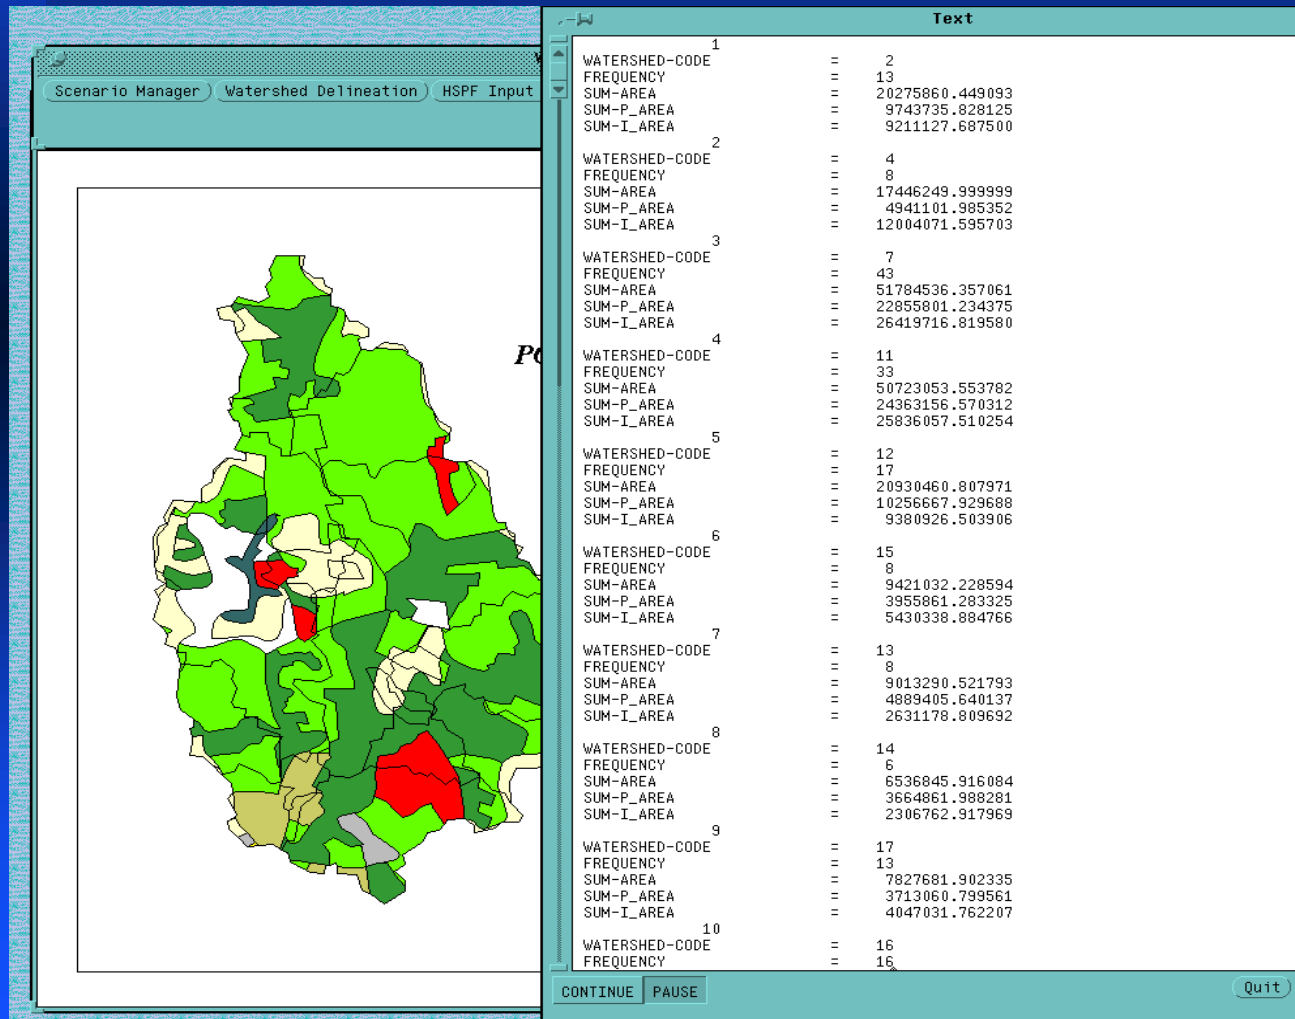 Text
Scenario Manager Watershed Delineation HSPF Input
1
WATERSHED-CODE = 2
FREQUENCY = 13
SUM-AREA = 20275860.449093
SUM-P_AREA = 9743735.828125
SUM-I_AREA = 9211127.687500
2
WATERSHED-CODE = 4
FREQUENCY = 8
SUM-AREA = 17446249.999999
SUM-P_AREA = 4941101.985352
SUM-I_AREA = 12004071.595703
3
WATERSHED-CODE = 7
FREQUENCY = 43
SUM-AREA = 51784536.357061
SUM-P_AREA = 22855801.234375
SUM-I_AREA = 26419716.819580
4
WATERSHED-CODE = 11
FREQUENCY = 33
SUM-AREA = 50723053.553782
SUM-P_AREA = 24363156.570312
SUM-I_AREA = 25836057.510254
5
WATERSHED-CODE = 12
FREQUENCY = 17
SUM-AREA = 20930460.807971
SUM-P_AREA = 10256667.929688
SUM-I_AREA = 9380926.503906
6
WATERSHED-CODE = 15
FREQUENCY = 8
SUM-AREA = 9421032.228594
SUM-P_AREA = 3955861.283325
SUM-I_AREA = 5430338.884766
7
WATERSHED-CODE = 13
FREQUENCY = 8
SUM-AREA = 9013290.521793
SUM-P_AREA = 4889405.640137
SUM-I_AREA = 2631178.809692
8
WATERSHED-CODE = 14
FREQUENCY = 6
SUM-AREA = 6536845.916084
SUM-P_AREA = 3664861.988281
SUM-I_AREA = 2306762.917969
9
WATERSHED-CODE = 17
FREQUENCY = 13
SUM-AREA = 7827681.902335
SUM-P_AREA = 3713060.799561
SUM-I_AREA = 4047031.762207
10
WATERSHED-CODE = 16
FREQUENCY = 16
CONTINUE PAUSE
Quit